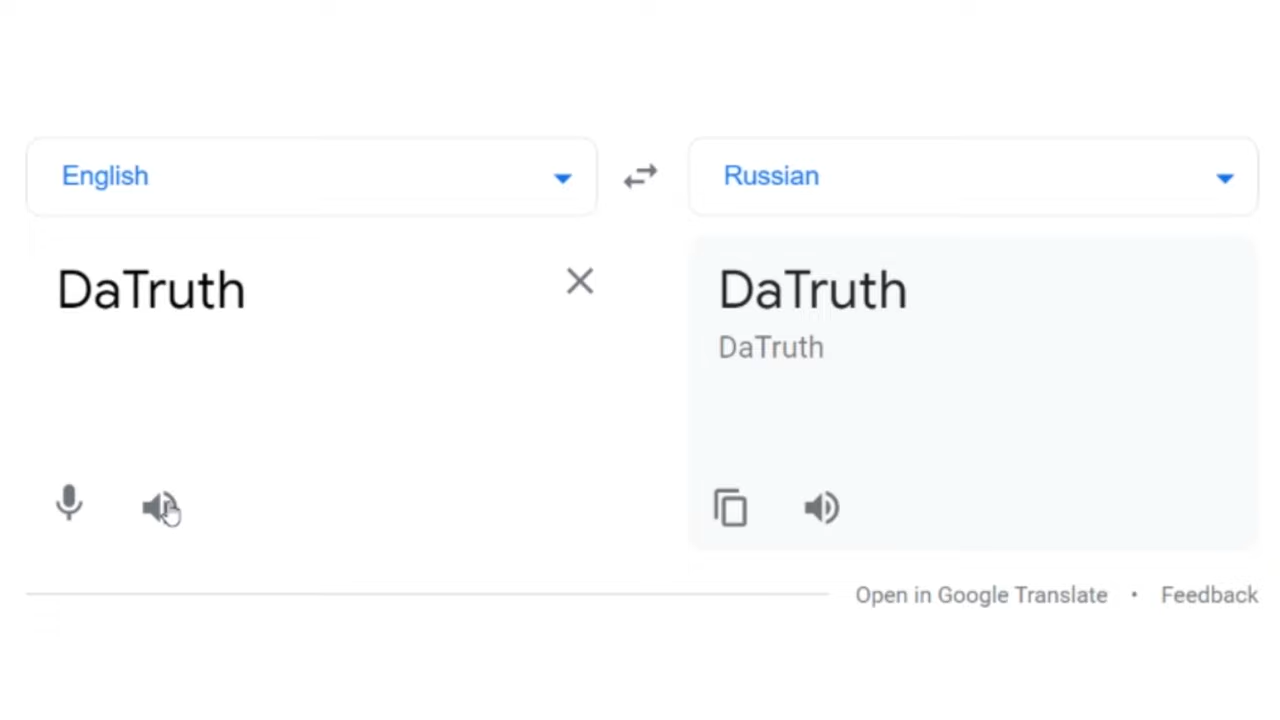 English
Russian
DaTruth
DaTruth
DaTruth
Open in Google Translate • Feedback